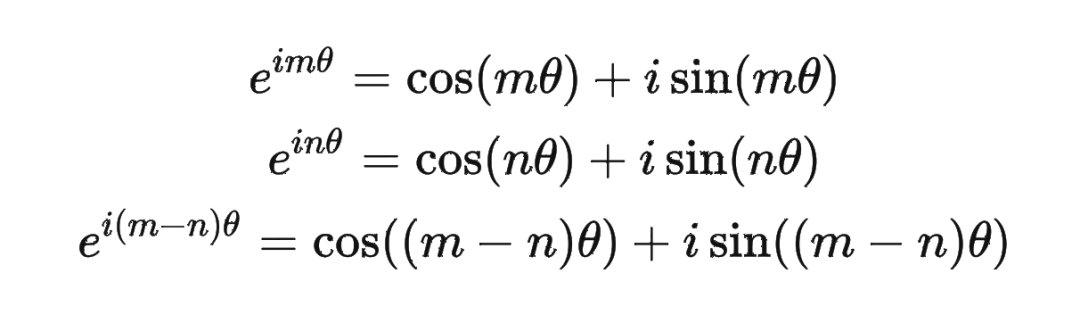 e^{imθ} = cos(mθ) + i sin(mθ)
e^{inθ} = cos(nθ) + i sin(nθ)
e^{i(m−n)θ} = cos((m − n)θ) + i sin((m − n)θ)